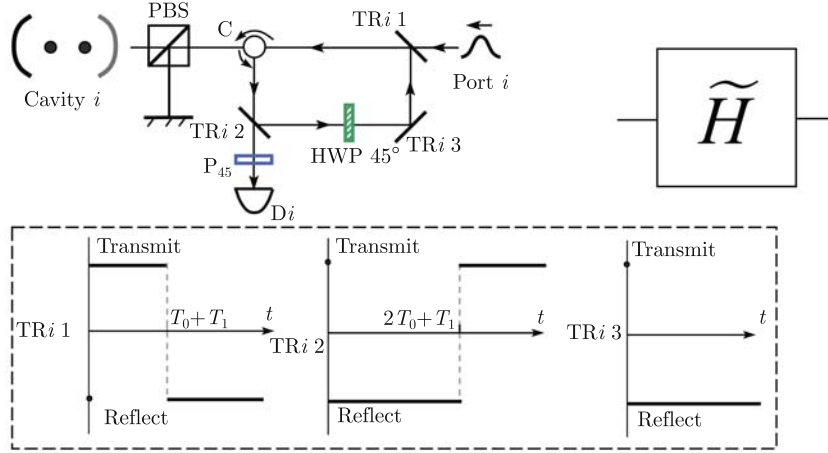 PBS
C
TRi 1
Port i
Cavity i
TRi 2
HWP 45°
TRi 3
P45
Di
H̃
Transmit
T0+T1
t
TRi 1
Reflect
Transmit
2T0+T1
t
TRi 2
Reflect
Transmit
t
TRi 3
Reflect